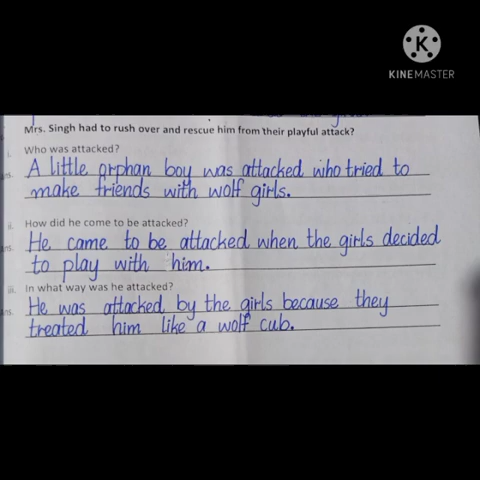 K
KINEMASTER
Mrs. Singh had to rush over and rescue him from their playful attack?
i. Who was attacked?
ans. A little orphan boy was attacked who tried to
make friends with wolf girls.
ii. How did he come to be attacked?
ans. He came to be attacked when the girls decided
to play with him.
iii. In what way was he attacked?
ans. He was attacked by the girls because they
treated him like a wolf cub.